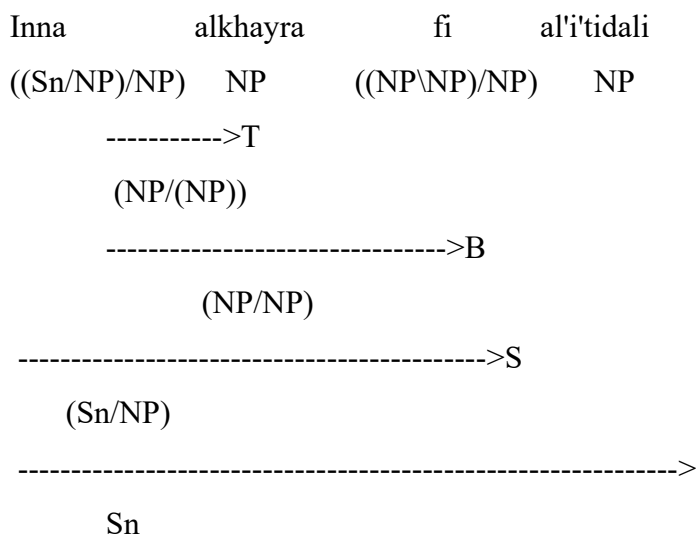 Inna alkhayra fi al'i'tidali
((Sn/NP)/NP) NP ((NP\NP)/NP) NP
----------->T
(NP/(NP))
-------------------------------->B
(NP/NP)
-------------------------------------------->S
(Sn/NP)
-------------------------------------------------------------->
Sn